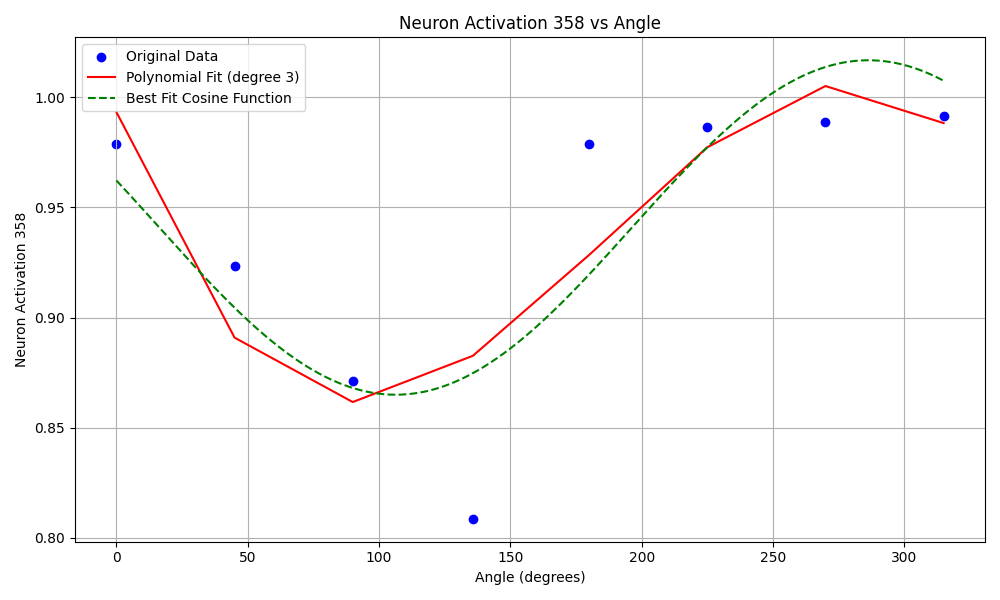 Neuron Activation 358 vs Angle
Original Data
Polynomial Fit (degree 3)
Best Fit Cosine Function
Neuron Activation 358
1.00
0.95
0.90
0.85
0.80
0 50 100 150 200 250 300
Angle (degrees)